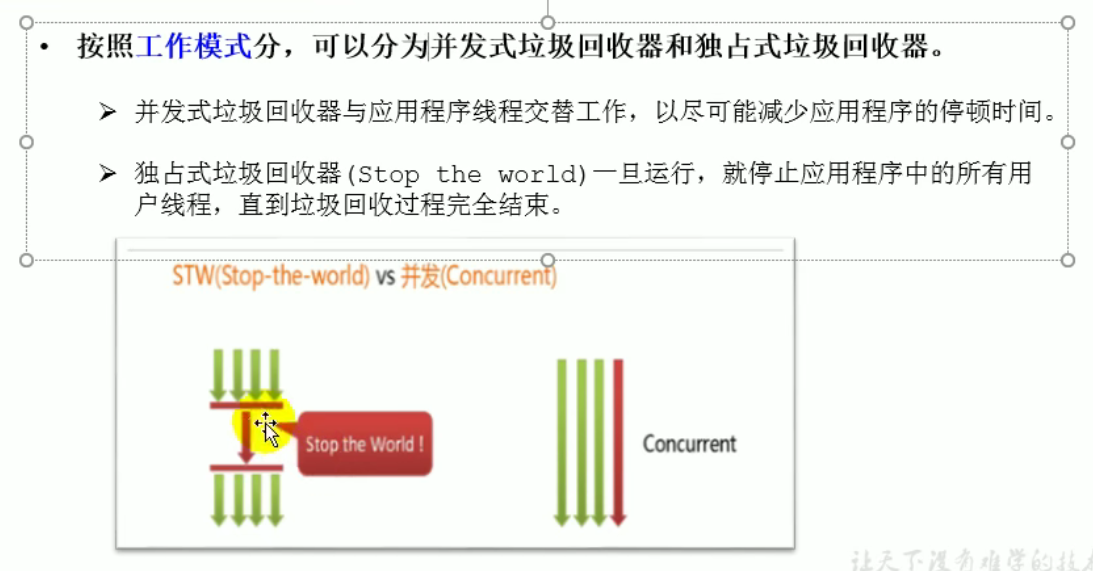 • 按照工作模式分，可以分为并发式垃圾回收器和独占式垃圾回收器。
➢ 并发式垃圾回收器与应用程序线程交替工作，以尽可能减少应用程序的停顿时间。
➢ 独占式垃圾回收器(Stop the world)一旦运行，就停止应用程序中的所有用
户线程，直到垃圾回收过程完全结束。
STW(Stop-the-world) vs 并发(Concurrent)
Stop the World !
Concurrent
让天下没有难学的技术